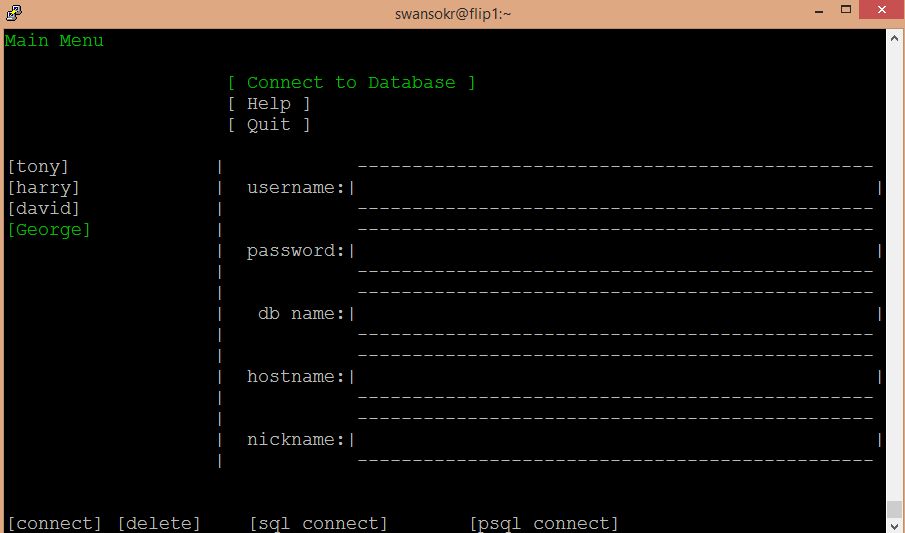 swansokr@flip1:~
Main Menu
[ Connect to Database ]
[ Help ]
[ Quit ]
[tony]
[harry] username:
[david]
[George]
password:
db name:
hostname:
nickname:
[connect] [delete] [sql connect] [psql connect]